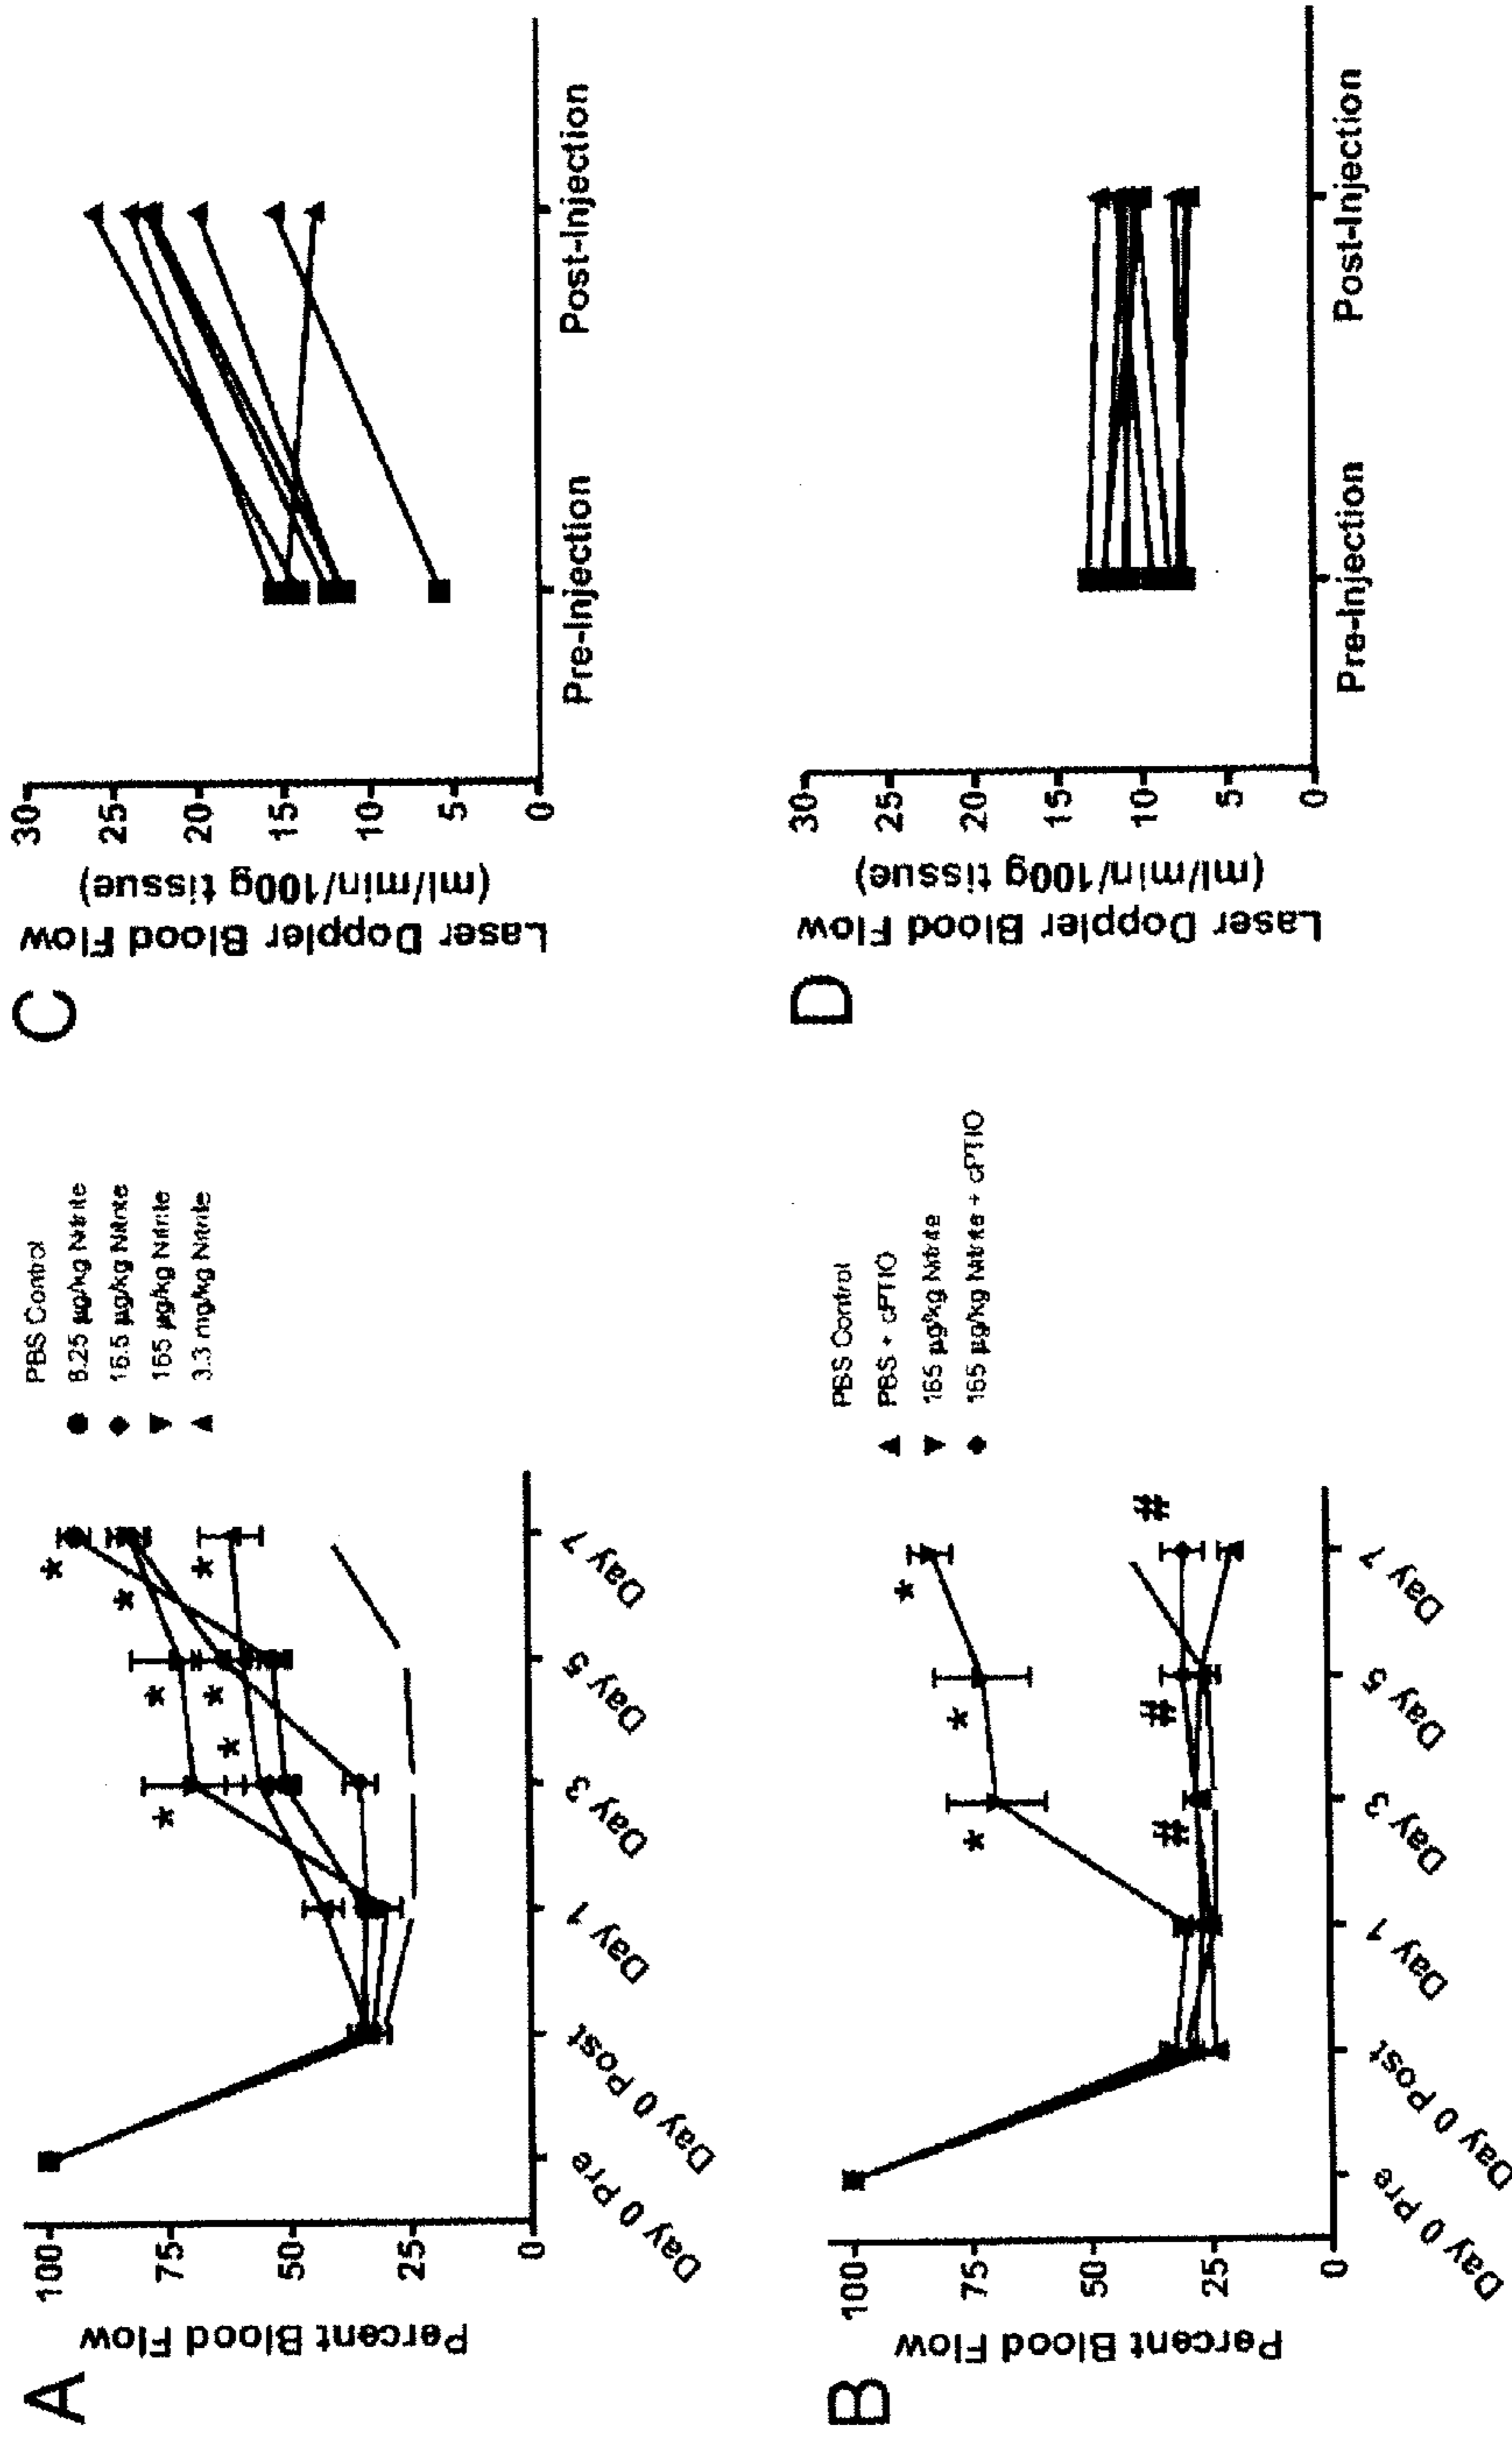 A
Percent Blood Flow
100
75
50
25
0
Day 0 Pre
Day 0 Post
Day 1
Day 3
Day 5
Day 7
*
*
*
*
*
*
*
PBS Control
8.25 µg/kg Nitrite
16.5 µg/kg Nitrite
165 µg/kg Nitrite
3.3 mg/kg Nitrite
C
Laser Doppler Blood Flow
(ml/min/100g tissue)
30
25
20
15
10
5
0
Pre-Injection
Post-Injection
B
Percent Blood Flow
100
75
50
25
0
Day 0 Pre
Day 0 Post
Day 1
Day 3
Day 5
Day 7
*
*
*
#
#
#
PBS Control
PBS + cPTIO
165 µg/kg Nitrite
165 µg/kg Nitrite + cPTIO
D
Laser Doppler Blood Flow
(ml/min/100g tissue)
30
25
20
15
10
5
0
Pre-Injection
Post-Injection